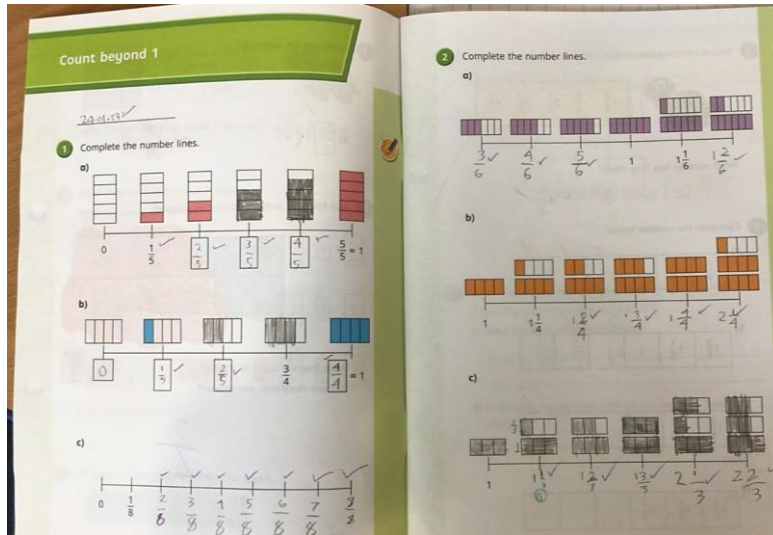 Count beyond 1
24.01.23
1 Complete the number lines.
a)
0 1/5 2/5 3/5 4/5 5/5 = 1
b)
0 1/5 2/5 3/4 4/4 = 1
c)
0 1/8 2/8 3/8 4/8 5/8 6/8 7/8 8/8
2 Complete the number lines.
a)
3/6 4/6 5/6 1 1 1/6 1 2/6
b)
1 1 1/4 1 2/4 1 3/4 1 4/4 2 1/4
c)
1/3
1 1 1/3 1 2/3 1 3/3 2 1/3 2 2/3